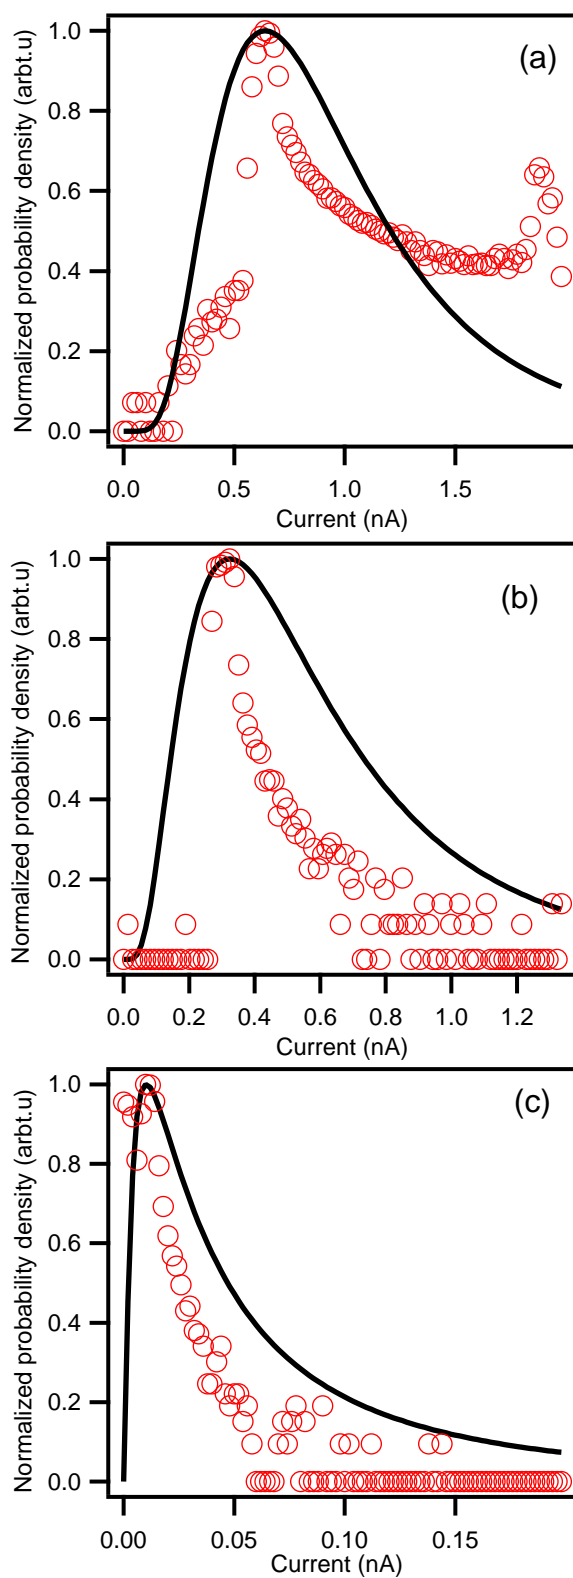 (a)
Normalized probability density (arbt.u)
1.0
0.8
0.6
0.4
0.2
0.0
0.0 0.5 1.0 1.5
Current (nA)
(b)
Normalized probability density (arbt.u)
1.0
0.8
0.6
0.4
0.2
0.0
0.0 0.2 0.4 0.6 0.8 1.0 1.2
Current (nA)
(c)
Normalized probability density (arbt.u)
1.0
0.8
0.6
0.4
0.2
0.0
0.00 0.05 0.10 0.15
Current (nA)